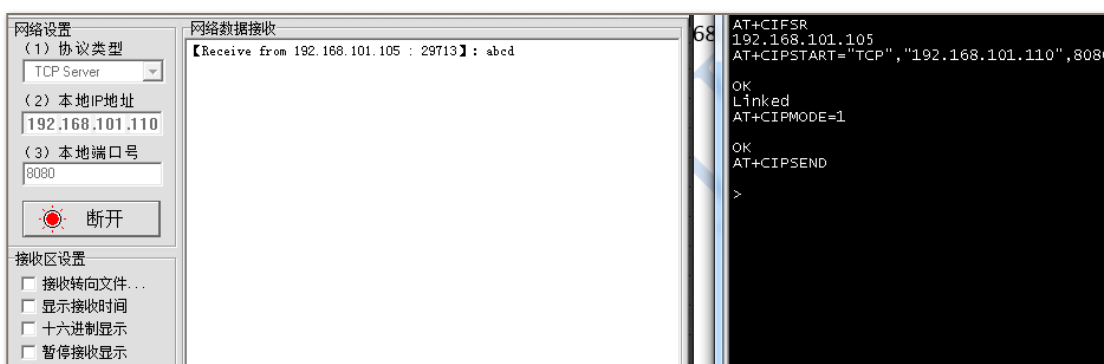 网络设置
(1) 协议类型
TCP Server
(2) 本地IP地址
192.168.101.110
(3) 本地端口号
8080
断开
接收区设置
接收转向文件...
显示接收时间
十六进制显示
暂停接收显示
网络数据接收
【Receive from 192.168.101.105 : 29713】: abcd
68
AT+CIFSR
192.168.101.105
AT+CIPSTART="TCP","192.168.101.110",8080
OK
Linked
AT+CIPMODE=1
OK
AT+CIPSEND
>